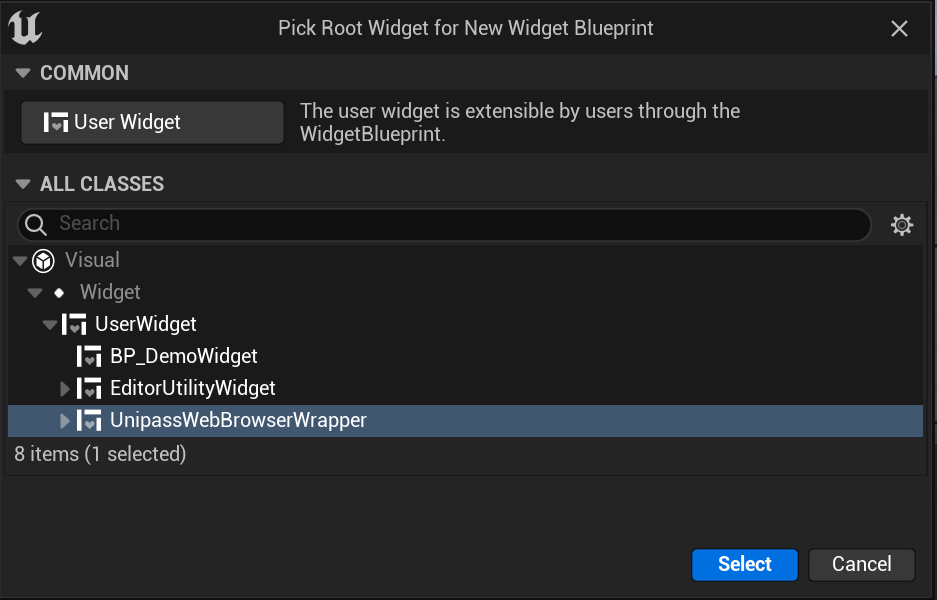 Pick Root Widget for New Widget Blueprint
COMMON
User Widget
The user widget is extensible by users through the
WidgetBlueprint.
ALL CLASSES
Search
Visual
Widget
UserWidget
BP_DemoWidget
EditorUtilityWidget
UnipassWebBrowserWrapper
8 items (1 selected)
Select
Cancel